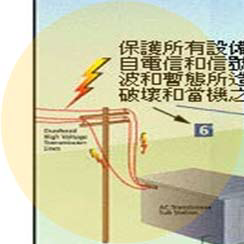 保護所有設備
自電信和信號
波和暫態所造
破壞和當機之
6
Overhead
High Voltage
Transmission
Lines
AC Transformer
Sub Station